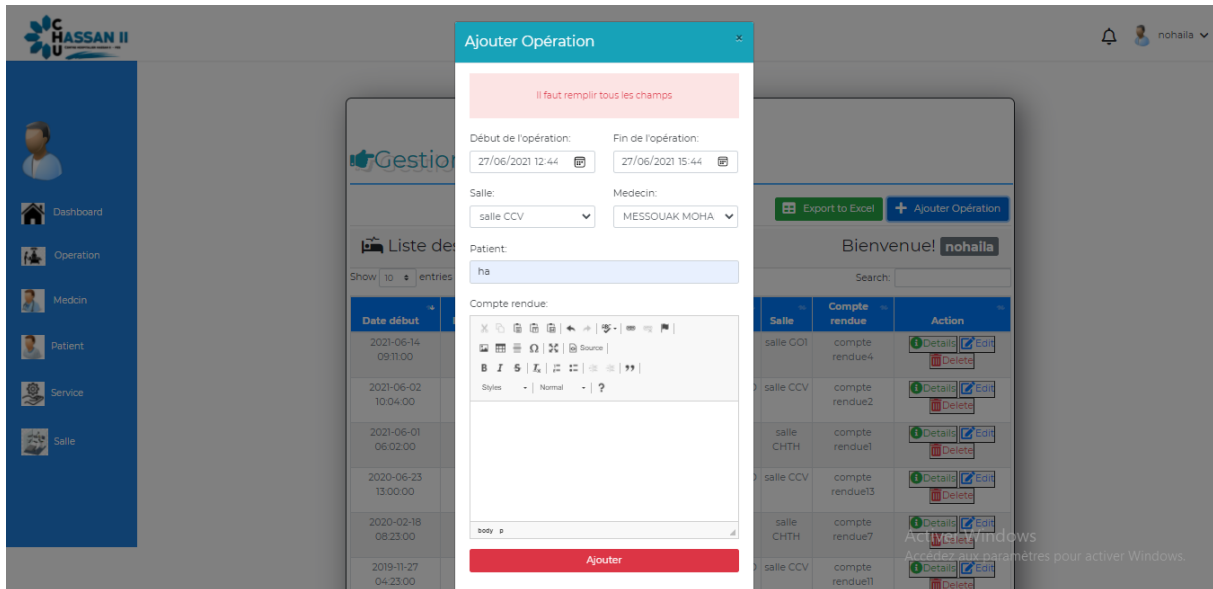 C
HASSAN II
U
nohaila
Ajouter Opération
×
Il faut remplir tous les champs
Début de l'opération:
Fin de l'opération:
27/06/2021 12:44
27/06/2021 15:44
Salle:
Medecin:
salle CCV
MESSOUAK MOHA
Patient:
ha
Compte rendue:
Source
B I S Ix
Styles
Normal
?
body p
Ajouter
Gestion
Dashboard
Operation
Medcin
Patient
Service
Salle
Export to Excel
+ Ajouter Opération
Liste des
Bienvenue! nohaila
Show 10 entries
Search:
Date début
Salle
Compte rendue
Action
2021-06-14 09:11:00
salle GO1
compte rendue4
Details Edit Delete
2021-06-02 10:04:00
salle CCV
compte rendue2
Details Edit Delete
2021-06-01 06:02:00
salle CHTH
compte rendue1
Details Edit Delete
2020-06-23 13:00:00
salle CCV
compte rendue13
Details Edit Delete
2020-02-18 08:23:00
salle CHTH
compte rendue7
Details Edit Delete
2019-11-27 04:23:00
salle CCV
compte rendue11
Details Edit Delete
Activer Windows
Accédez aux paramètres pour activer Windows.